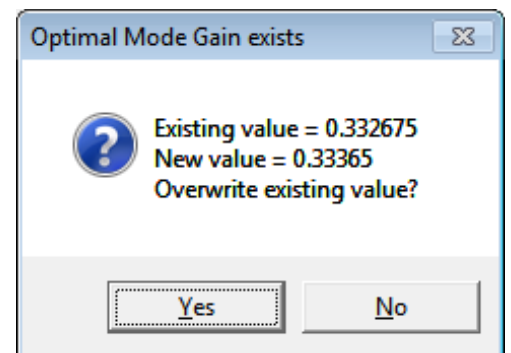 Optimal Mode Gain exists
Existing value = 0.332675
New value = 0.33365
Overwrite existing value?
Yes
No